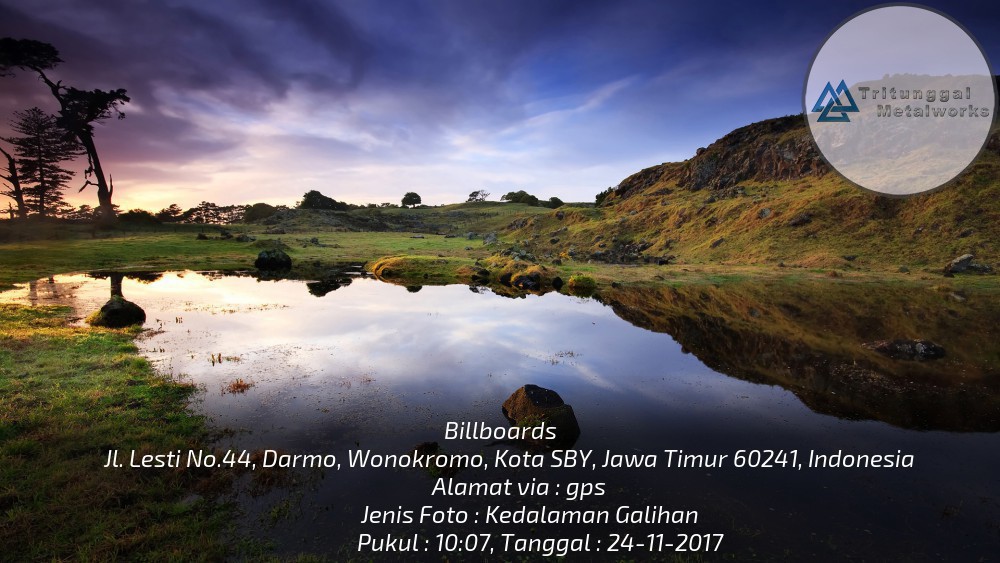 Tritunggal
Metalworks
Billboards
Jl. Lesti No.44, Darmo, Wonokromo, Kota SBY, Jawa Timur 60241, Indonesia
Alamat via : gps
Jenis Foto : Kedalaman Galihan
Pukul : 10:07, Tanggal : 24-11-2017